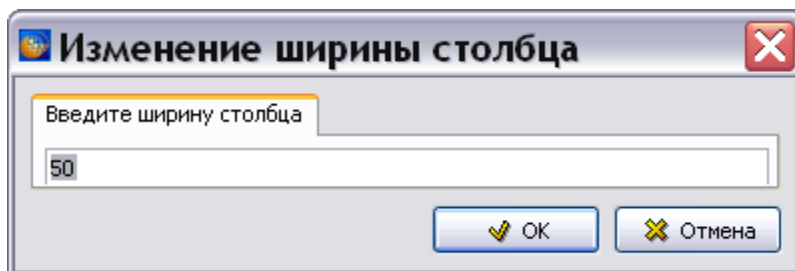 Изменение ширины столбца
Введите ширину столбца
50
OK
Отмена